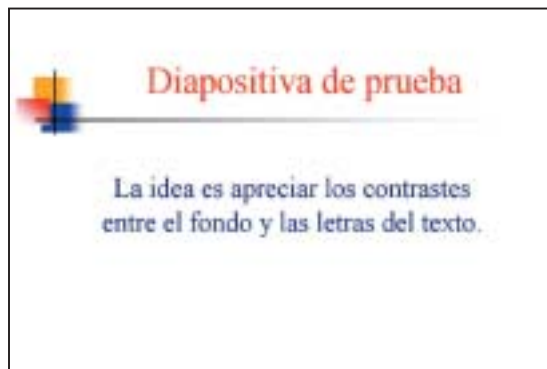 Diapositiva de prueba
La idea es apreciar los contrastes
entre el fondo y las letras del texto.